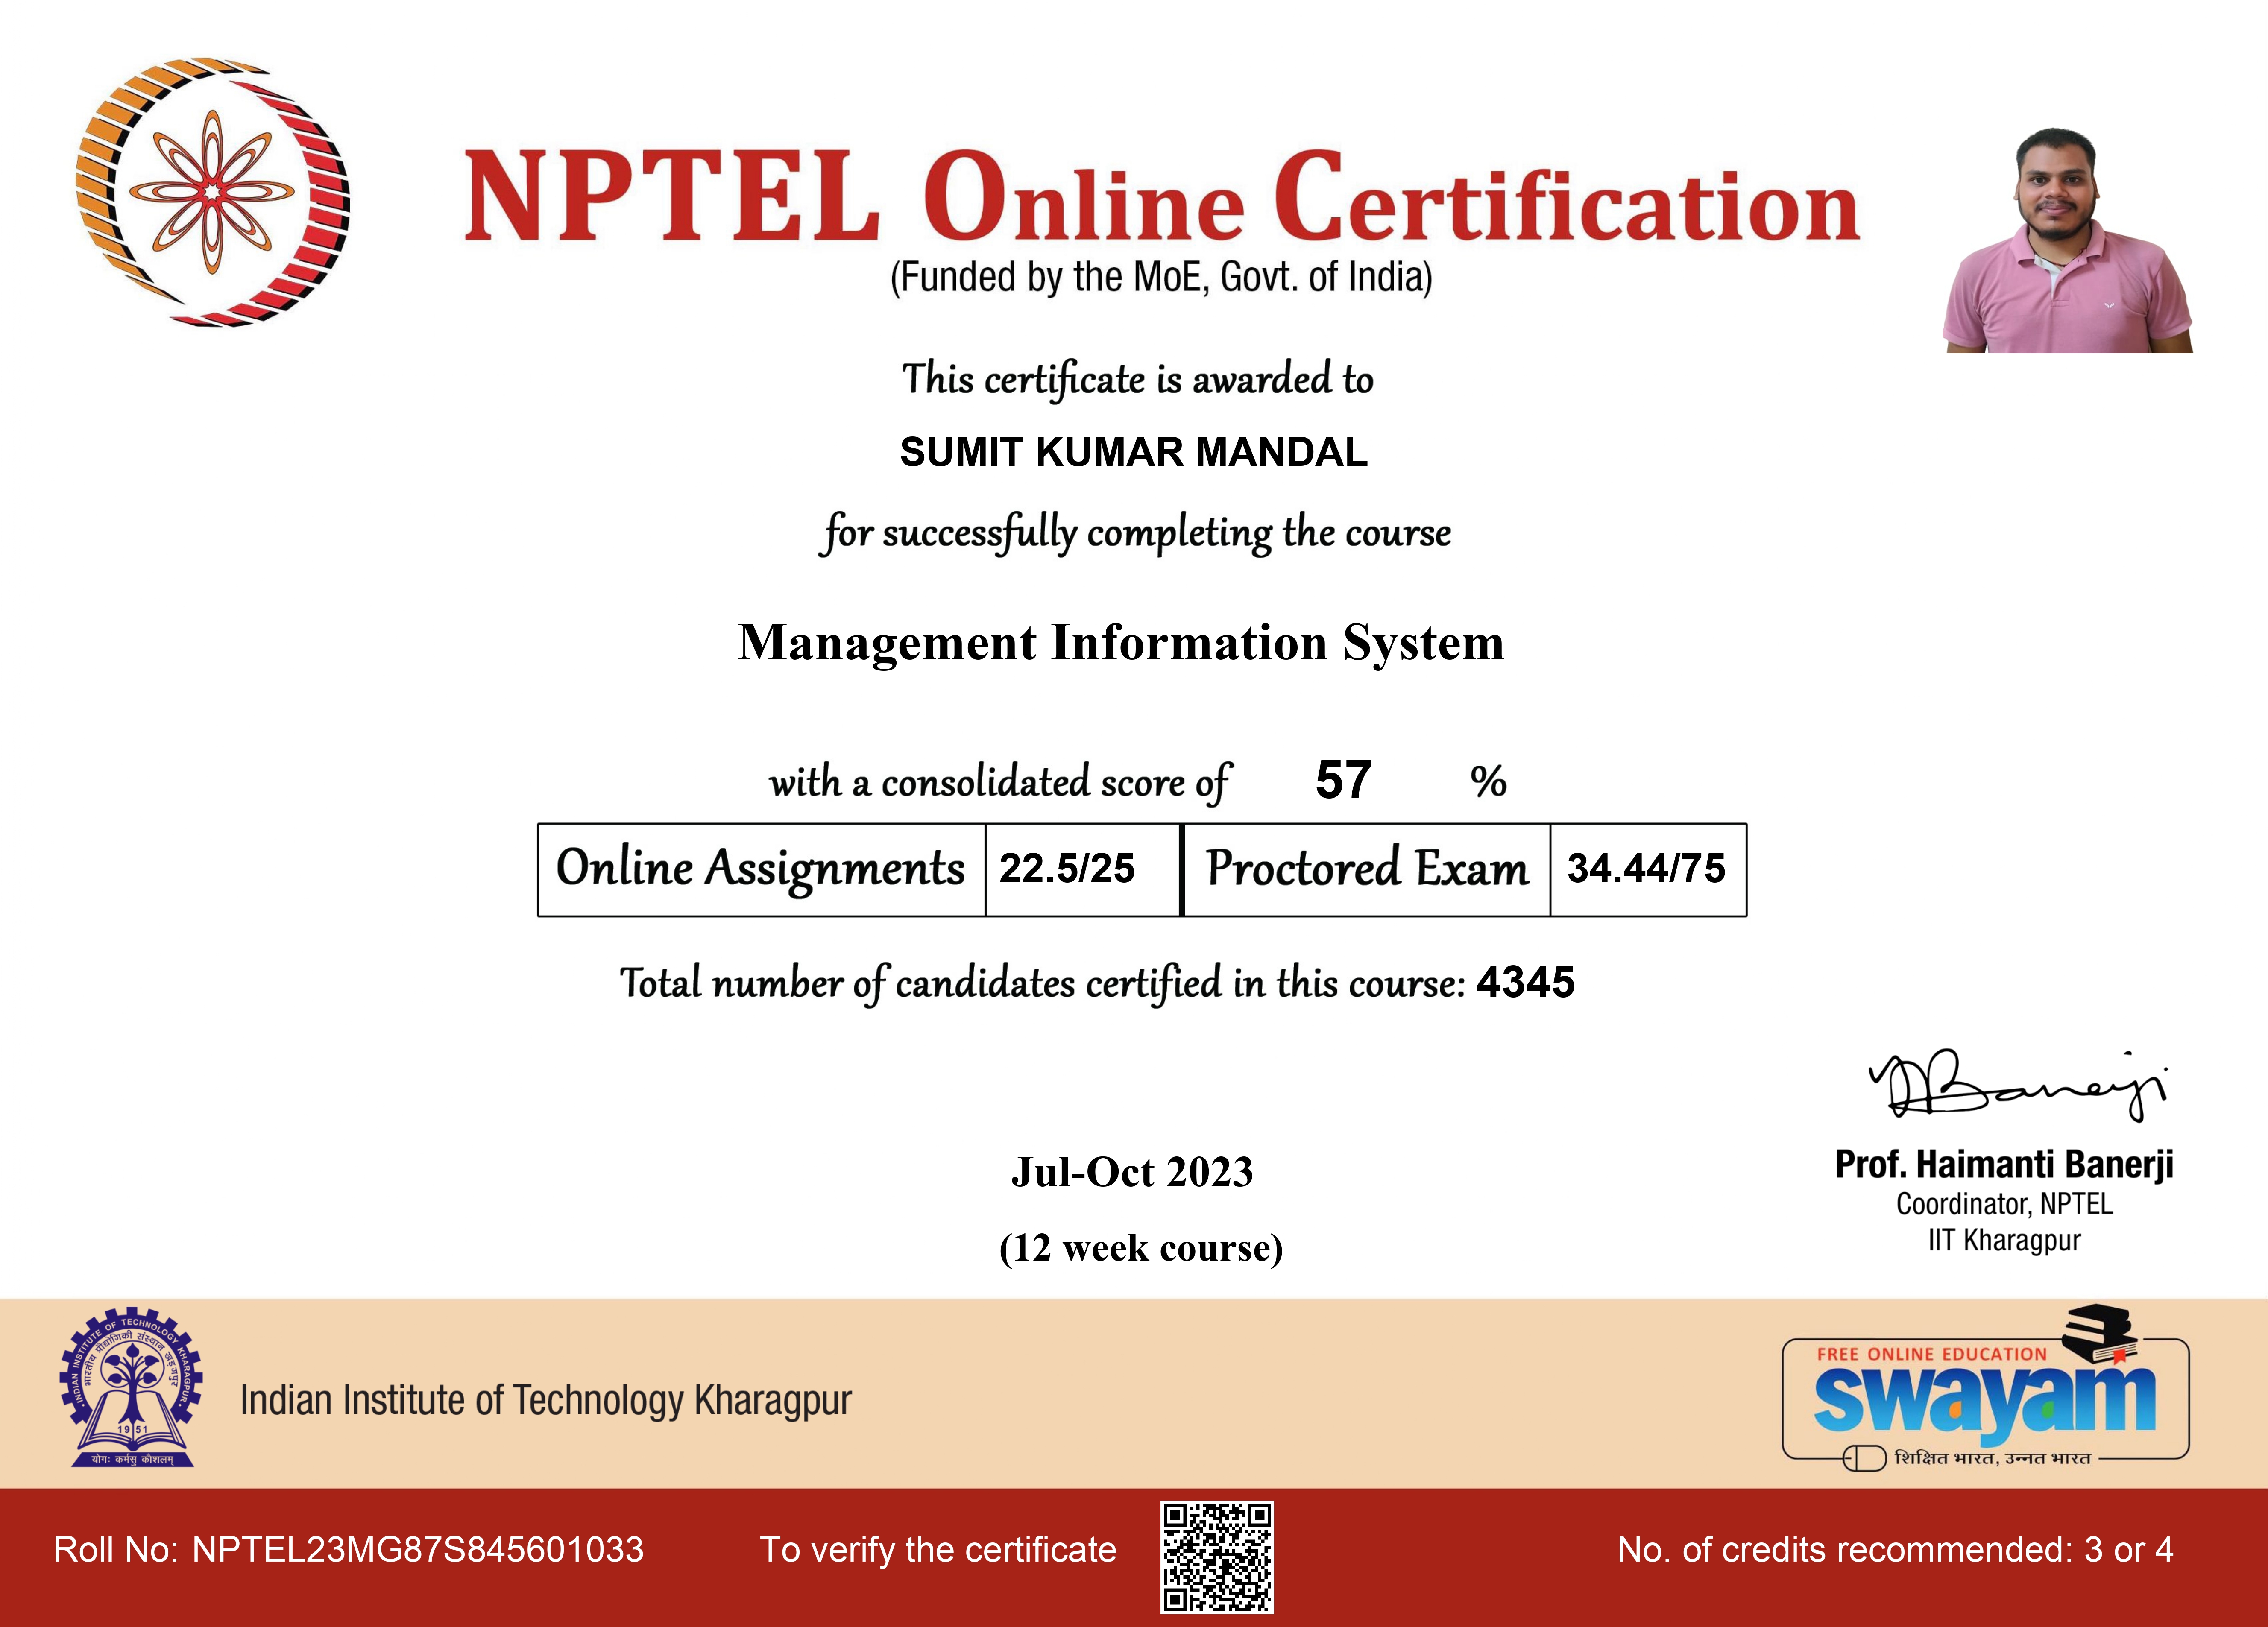 NPTEL Online Certification
(Funded by the MoE, Govt. of India)
This certificate is awarded to
SUMIT KUMAR MANDAL
for successfully completing the course
Management Information System
with a consolidated score of 57 %
Online Assignments 22.5/25 Proctored Exam 34.44/75
Total number of candidates certified in this course: 4345
Banerji
Jul-Oct 2023
(12 week course)
Prof. Haimanti Banerji
Coordinator, NPTEL
IIT Kharagpur
INDIAN INSTITUTE OF TECHNOLOGY KHARAGPUR
भारतीय प्रौद्योगिकी संस्थान खड़गपुर
1951
योगः कर्मसु कौशलम्
Indian Institute of Technology Kharagpur
FREE ONLINE EDUCATION
swayam
शिक्षित भारत, उन्नत भारत
Roll No: NPTEL23MG87S845601033
To verify the certificate
No. of credits recommended: 3 or 4